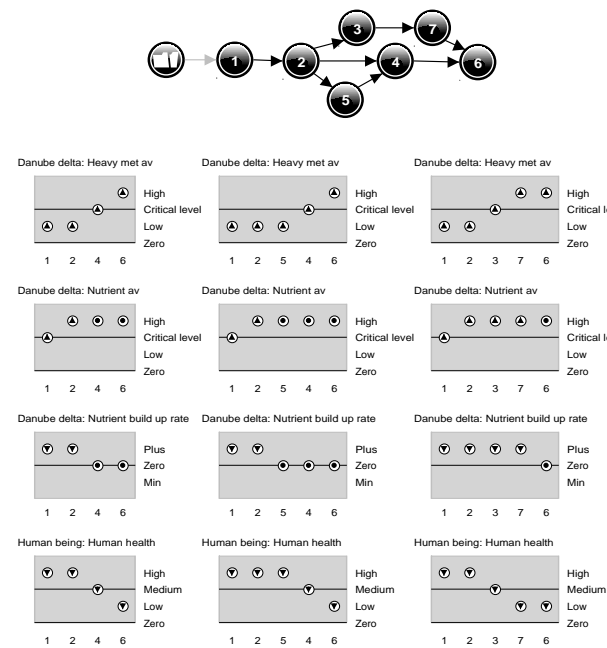 3 7
1 2 4 6
5
Danube delta: Heavy met av Danube delta: Heavy met av Danube delta: Heavy met av
High High High
Critical level Critical level Critical l
Low Low Low
Zero Zero Zero
1 2 4 6 1 2 5 4 6 1 2 3 7 6
Danube delta: Nutrient av Danube delta: Nutrient av Danube delta: Nutrient av
High High High
Critical level Critical level Critical l
Low Low Low
Zero Zero Zero
1 2 4 6 1 2 5 4 6 1 2 3 7 6
Danube delta: Nutrient build up rate Danube delta: Nutrient build up rate Danube delta: Nutrient build up rate
Plus Plus Plus
Zero Zero Zero
Min Min Min
1 2 4 6 1 2 5 4 6 1 2 3 7 6
Human being: Human health Human being: Human health Human being: Human health
High High High
Medium Medium Medium
Low Low Low
Zero Zero Zero
1 2 4 6 1 2 5 4 6 1 2 3 7 6